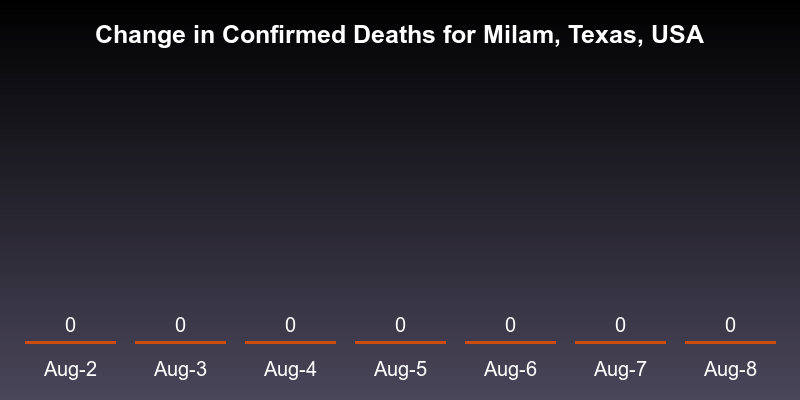 Change in Confirmed Deaths for Milam, Texas, USA
0 0 0 0 0 0 0
Aug-2 Aug-3 Aug-4 Aug-5 Aug-6 Aug-7 Aug-8